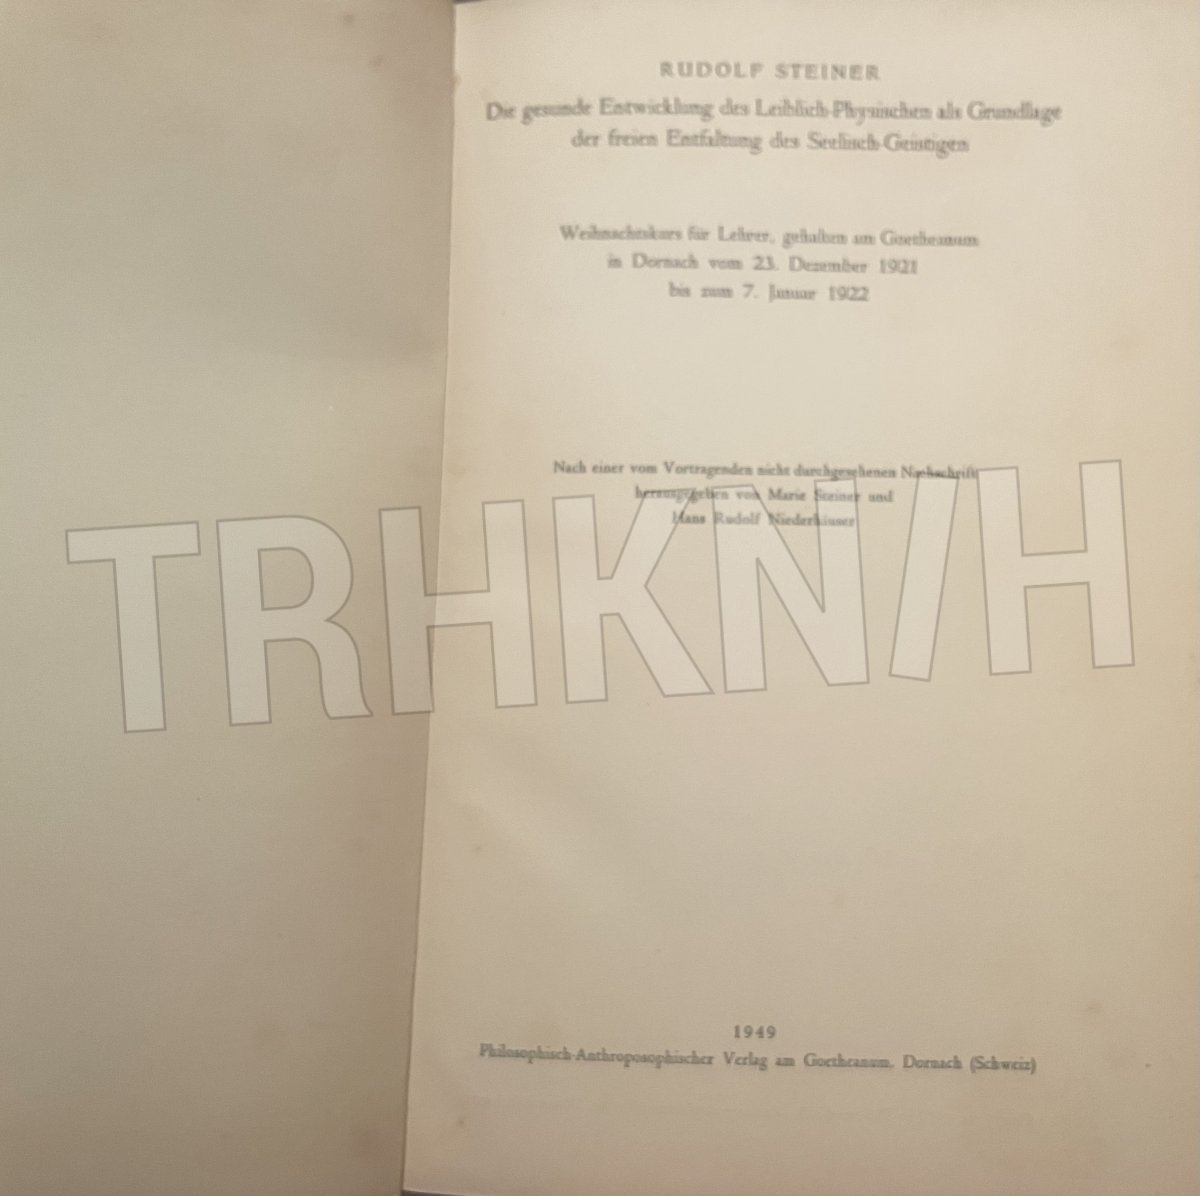 RUDOLF STEINER
Die gesunde Entwicklung des Leiblich-Physischen als Grundlage
der freien Entfaltung des Seelisch-Geistigen
Weihnachtskurs für Lehrer, gehalten am Goetheanum
in Dornach vom 23. Dezember 1921
bis zum 7. Januar 1922
Nach einer vom Vortragenden nicht durchgesehenen Nachschrift
herausgegeben von Marie Steiner und
Hans Rudolf Niederhäuser
TRHKN/H
1949
Philosophisch-Anthroposophischer Verlag am Goetheanum, Dornach (Schweiz)